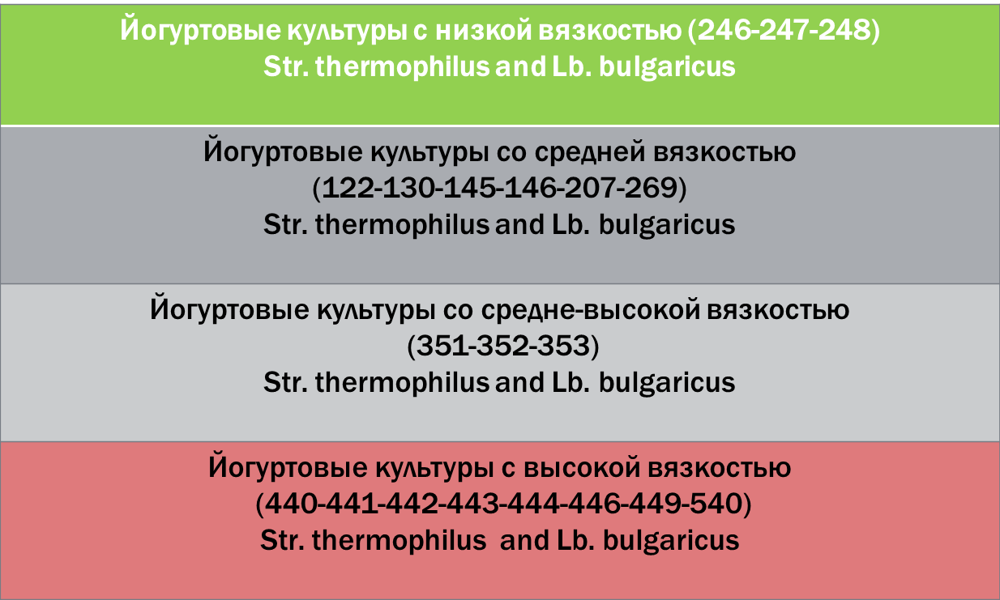 Йогуртовые культуры с низкой вязкостью (246-247-248)
Str. thermophilus and Lb. bulgaricus
Йогуртовые культуры со средней вязкостью
(122-130-145-146-207-269)
Str. thermophilus and Lb. bulgaricus
Йогуртовые культуры со средне-высокой вязкостью
(351-352-353)
Str. thermophilus and Lb. bulgaricus
Йогуртовые культуры с высокой вязкостью
(440-441-442-443-444-446-449-540)
Str. thermophilus and Lb. bulgaricus